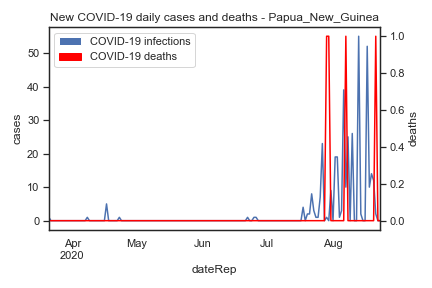 New COVID-19 daily cases and deaths - Papua_New_Guinea
COVID-19 infections
COVID-19 deaths
50
40
30
20
10
0
cases
1.0
0.8
0.6
0.4
0.2
0.0
deaths
Apr
2020
May
Jun
Jul
Aug
dateRep